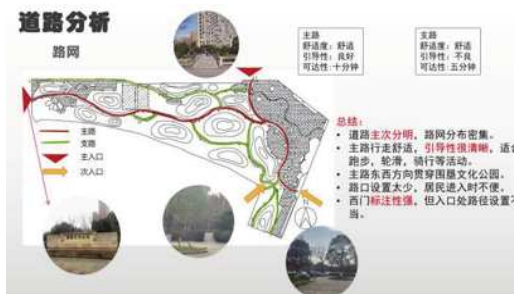 道路分析
路网
主路
舒适度：舒适
引导性：良好
可达性：十分钟
支路
舒适度：舒适
引导性：不良
可达性：五分钟
主路
支路
主入口
次入口
总结：
• 道路主次分明，路网分布密集。
• 主路行走舒适，引导性很清晰，适合
跑步，轮滑，骑行等活动。
• 主路东西方向贯穿围墾文化公园。
• 路口设置太少，居民进入时不便。
• 西门标注性强，但入口处路径设置不
当。